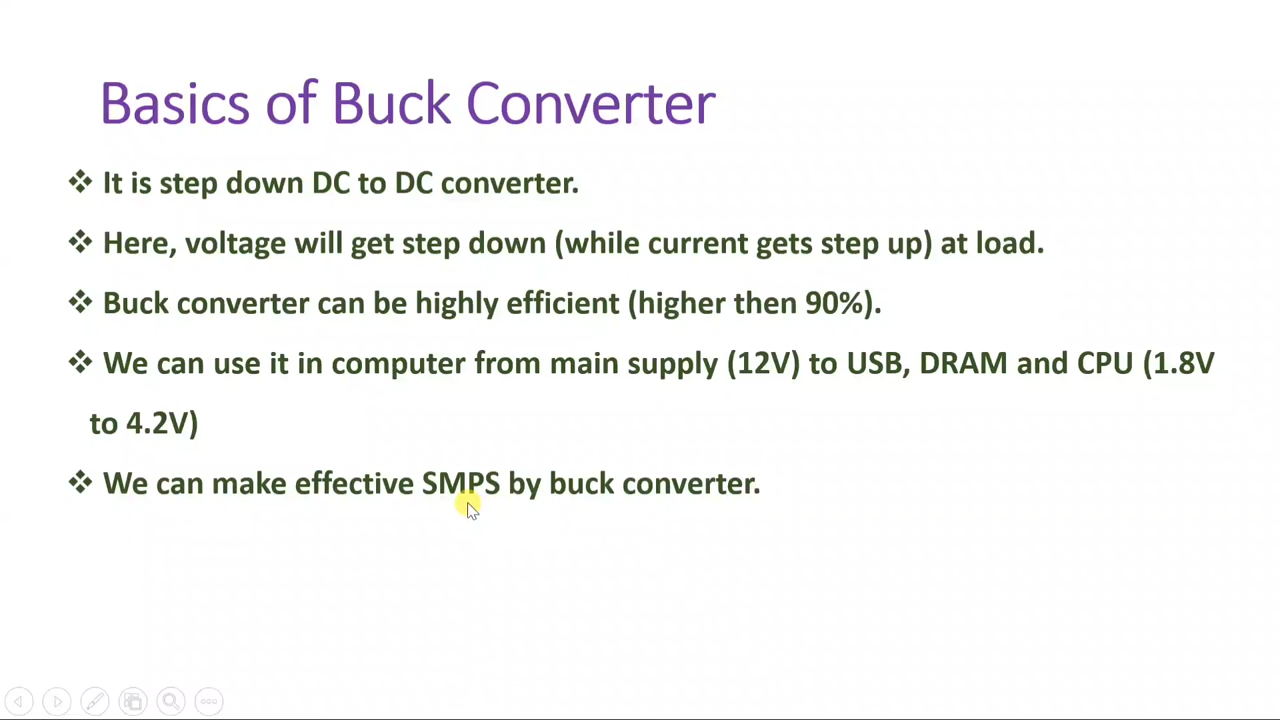 Basics of Buck Converter
❖ It is step down DC to DC converter.
❖ Here, voltage will get step down (while current gets step up) at load.
❖ Buck converter can be highly efficient (higher then 90%).
❖ We can use it in computer from main supply (12V) to USB, DRAM and CPU (1.8V
to 4.2V)
❖ We can make effective SMPS by buck converter.